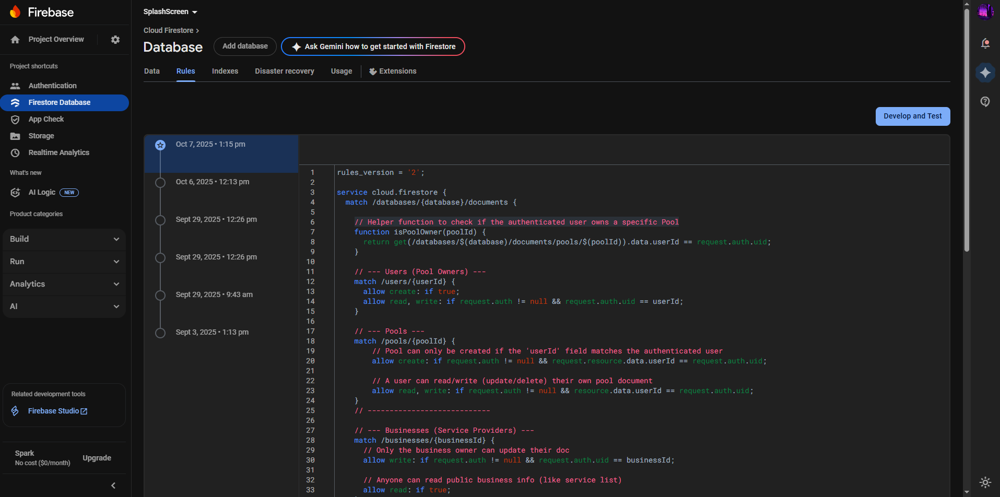 Firebase
Project Overview
Project shortcuts
Authentication
Firestore Database
App Check
Storage
Realtime Analytics
What's new
AI Logic NEW
Product categories
Build
Run
Analytics
AI
Related development tools
Firebase Studio
Spark
No cost ($0/month)
Upgrade
SplashScreen
Cloud Firestore
Database
Add database
Ask Gemini how to get started with Firestore
Data Rules Indexes Disaster recovery Usage Extensions
Develop and Test
Oct 7, 2025 • 1:15 pm
Oct 6, 2025 • 12:13 pm
Sept 29, 2025 • 12:26 pm
Sept 29, 2025 • 12:26 pm
Sept 29, 2025 • 9:43 am
Sept 3, 2025 • 1:13 pm
1 rules_version = '2';
2
3 service cloud.firestore {
4 match /databases/{database}/documents {
5
6 // Helper function to check if the authenticated user owns a specific Pool
7 function isPoolOwner(poolId) {
8 return get(/databases/$(database)/documents/pools/$(poolId)).data.userId == request.auth.uid;
9 }
10
11 // --- Users (Pool Owners) ---
12 match /users/{userId} {
13 allow create: if true;
14 allow read, write: if request.auth != null && request.auth.uid == userId;
15 }
16
17 // --- Pools ---
18 match /pools/{poolId} {
19 // Pool can only be created if the 'userId' field matches the authenticated user
20 allow create: if request.auth != null && request.resource.data.userId == request.auth.uid;
21
22 // A user can read/write (update/delete) their own pool document
23 allow read, write: if request.auth != null && resource.data.userId == request.auth.uid;
24 }
25 // ----------------------------
26
27 // --- Businesses (Service Providers) ---
28 match /businesses/{businessId} {
29 // Only the business owner can update their doc
30 allow write: if request.auth != null && request.auth.uid == businessId;
31
32 // Anyone can read public business info (like service list)
33 allow read: if true;